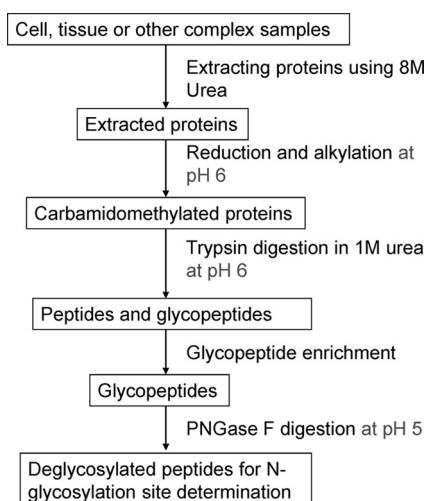 Cell, tissue or other complex samples
Extracting proteins using 8M
Urea
Extracted proteins
Reduction and alkylation at
pH 6
Carbamidomethylated proteins
Trypsin digestion in 1M urea
at pH 6
Peptides and glycopeptides
Glycopeptide enrichment
Glycopeptides
PNGase F digestion at pH 5
Deglycosylated peptides for N-
glycosylation site determination